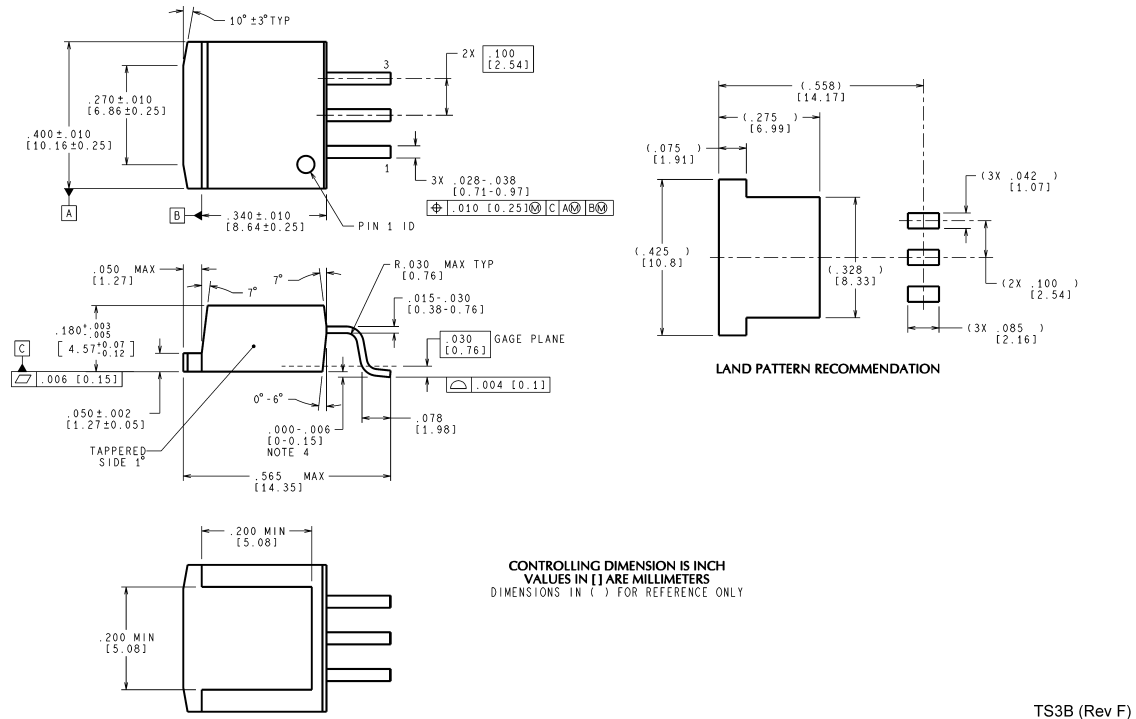 10° ±3° TYP
2X .100
[2.54]
3
.270±.010
[6.86±0.25]
.400±.010
[10.16±0.25]
1
3X .028-.038
[0.71-0.97]
⌖ .010 [0.25]Ⓜ C AⓂ BⓂ
A
B
.340±.010
[8.64±0.25]
PIN 1 ID
(.558)
[14.17]
(.275 )
[6.99]
(.075 )
[1.91]
(3X .042 )
[1.07]
(.425 )
[10.8]
(.328 )
[8.33]
(2X .100 )
[2.54]
(3X .085 )
[2.16]
LAND PATTERN RECOMMENDATION
.050 MAX
[1.27]
7°
7°
R.030 MAX TYP
[0.76]
.015-.030
[0.38-0.76]
.180+.003 -.005
[4.57+0.07 -0.12]
.030
[0.76]
GAGE PLANE
C
⏥ .006 [0.15]
⌓ .004 [0.1]
0°-6°
.050±.002
[1.27±0.05]
.000-.006
[0-0.15]
NOTE 4
.078
[1.98]
TAPPERED
SIDE 1°
.565 MAX
[14.35]
.200 MIN
[5.08]
.200 MIN
[5.08]
CONTROLLING DIMENSION IS INCH
VALUES IN [ ] ARE MILLIMETERS
DIMENSIONS IN ( ) FOR REFERENCE ONLY
TS3B (Rev F)